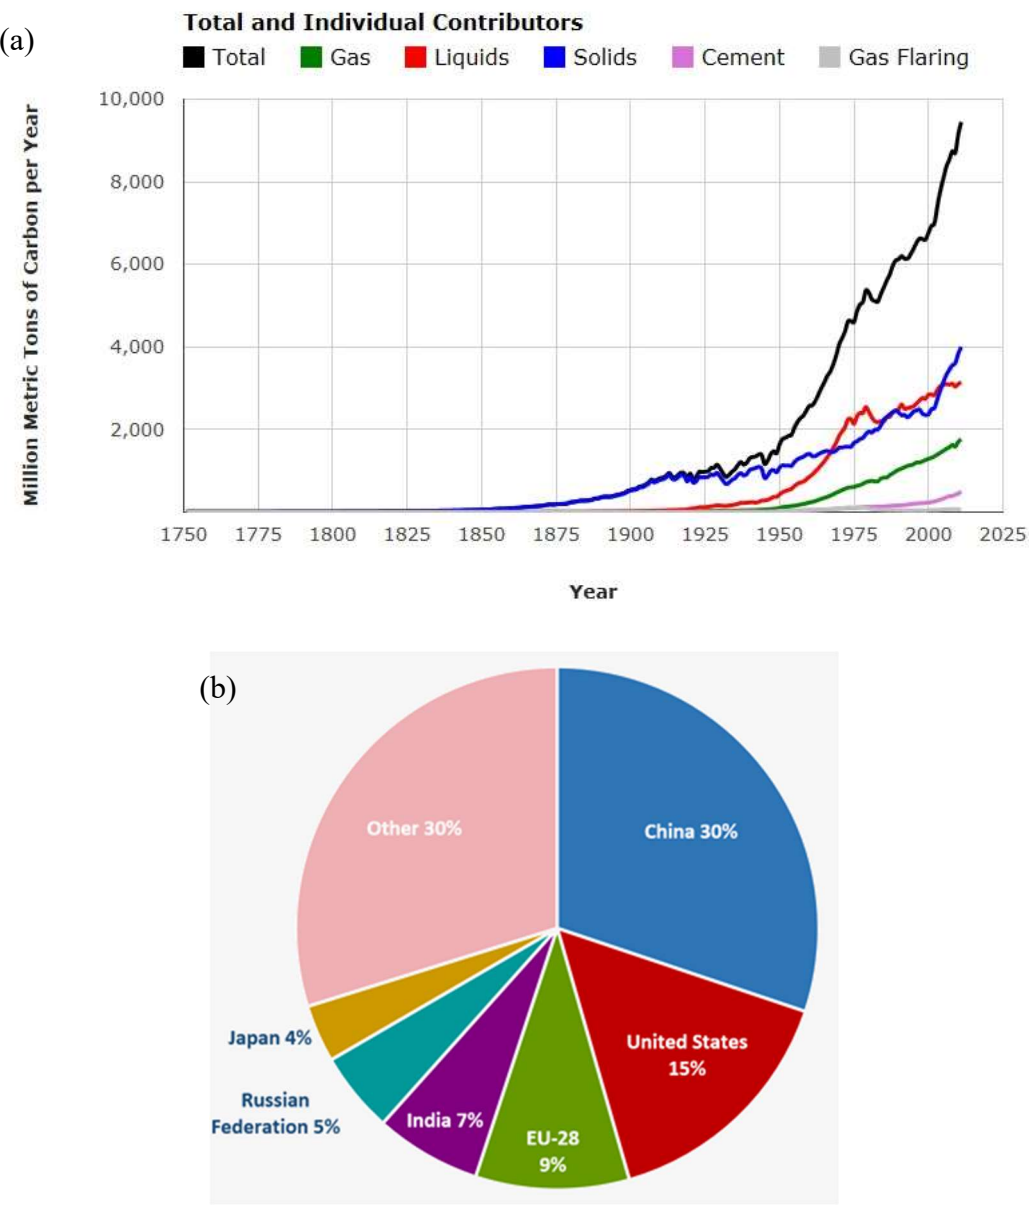 (a)
Total and Individual Contributors
Total Gas Liquids Solids Cement Gas Flaring
Million Metric Tons of Carbon per Year
10,000
8,000
6,000
4,000
2,000
1750 1775 1800 1825 1850 1875 1900 1925 1950 1975 2000 2025
Year
(b)
Other 30%
China 30%
Japan 4%
United States
15%
Russian
Federation 5%
India 7%
EU-28
9%